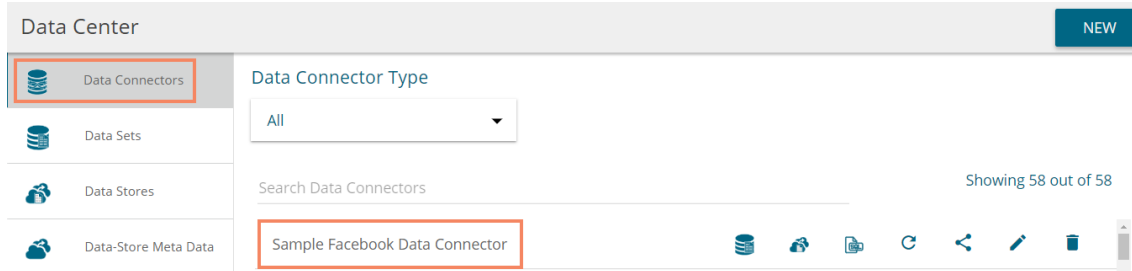 Data Center
NEW
Data Connectors
Data Connector Type
All
Data Sets
Data Stores
Search Data Connectors
Showing 58 out of 58
Data-Store Meta Data
Sample Facebook Data Connector